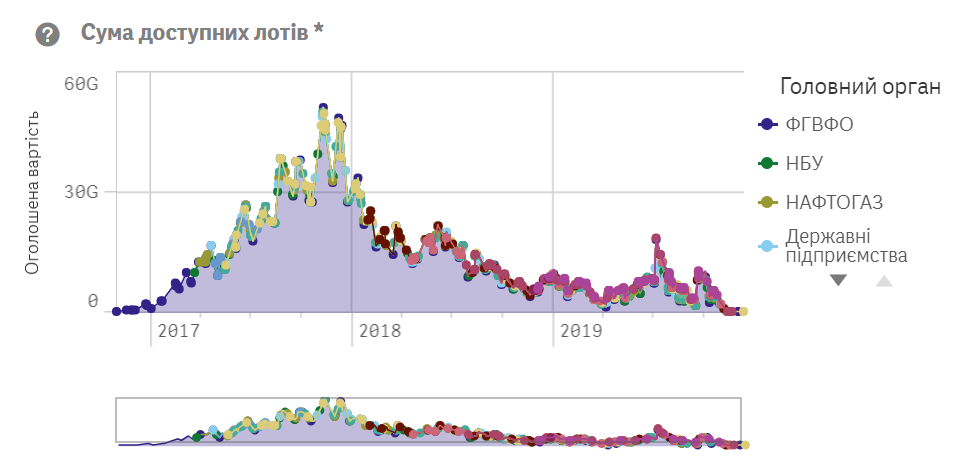 ? Сума доступних лотів *
Оголошена вартість
60G
30G
0
2017 2018 2019
Головний орган
ФГВФО
НБУ
НАФТОГАЗ
Державні
підприємства